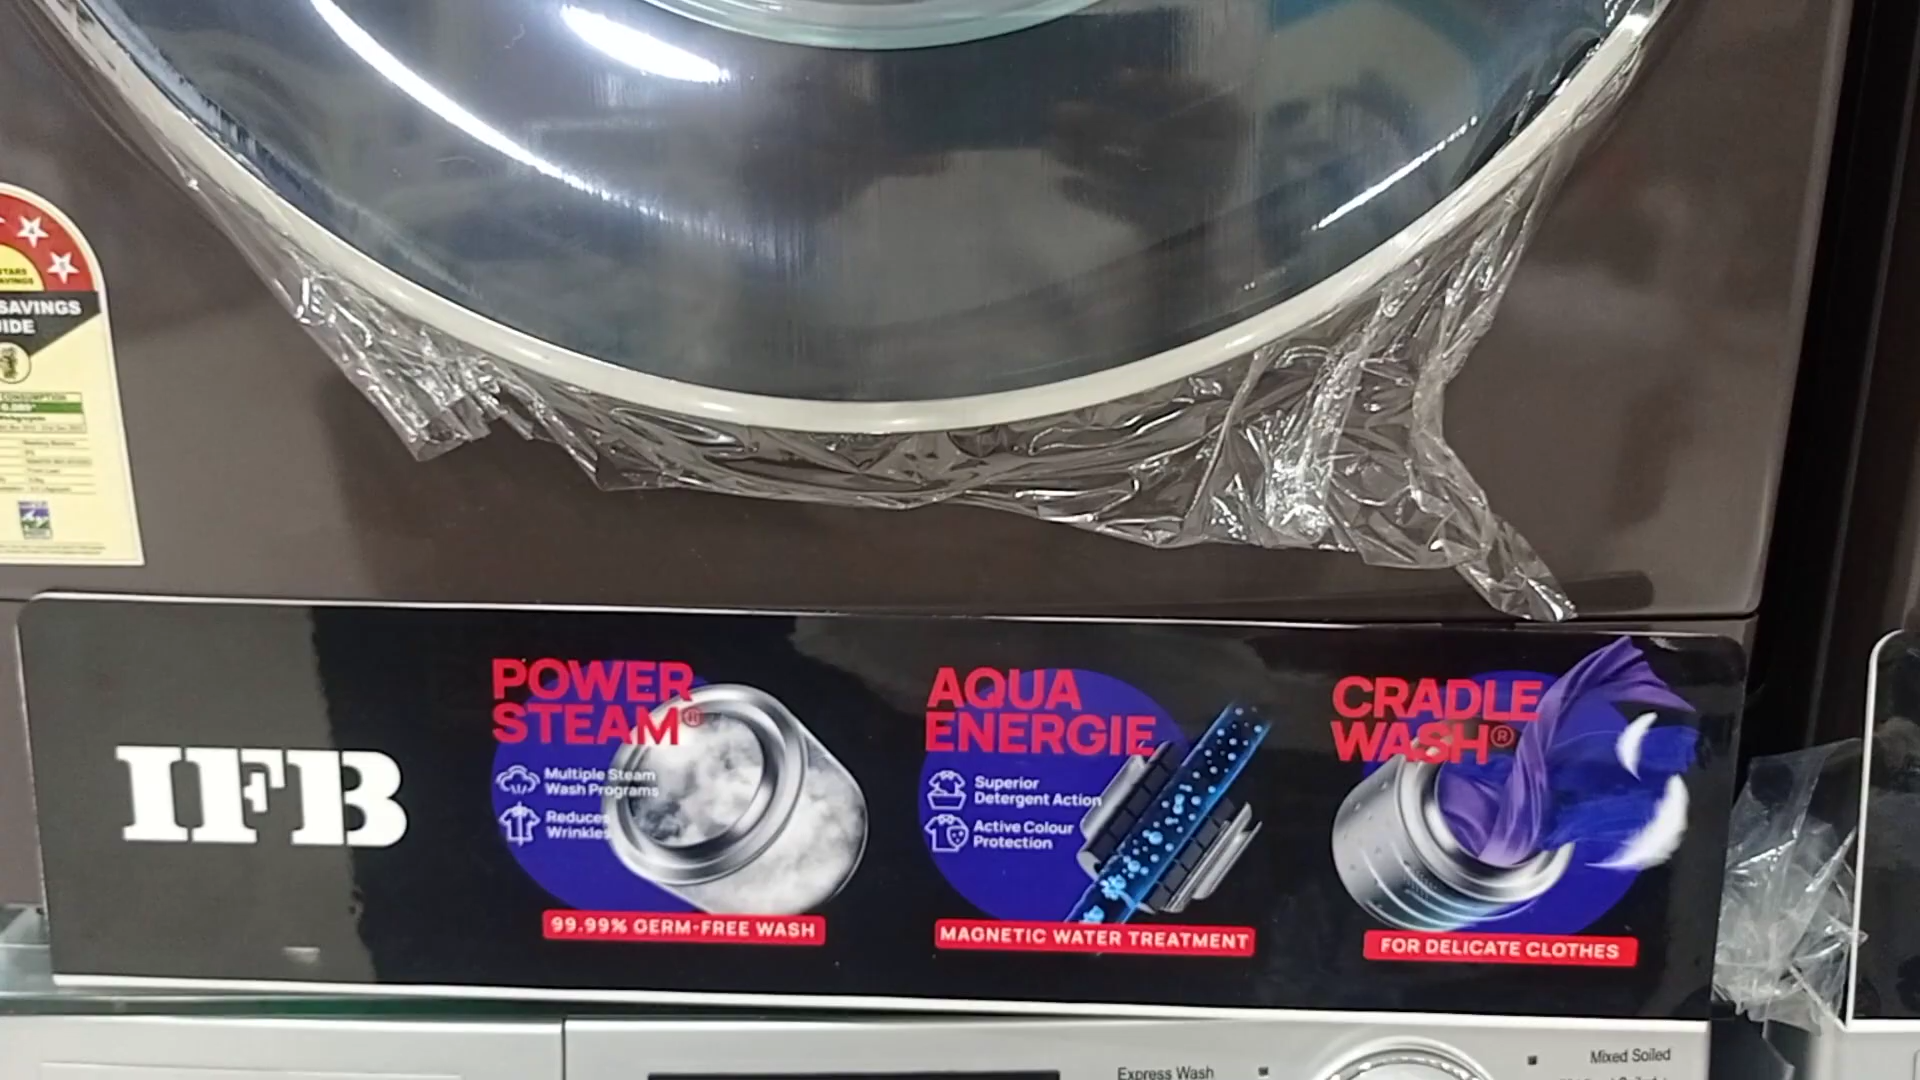 SAVINGS
IFB
POWER
STEAM®
Multiple Steam
Wash Programs
Reduces
Wrinkles
99.99% GERM-FREE WASH
AQUA
ENERGIE
Superior
Detergent Action
Active Colour
Protection
MAGNETIC WATER TREATMENT
CRADLE
WASH®
FOR DELICATE CLOTHES
Express Wash
Mixed Soiled